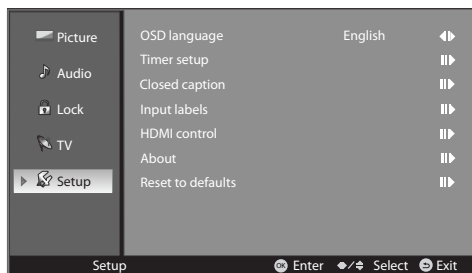 Picture
Audio
Lock
TV
Setup
OSD language English
Timer setup
Closed caption
Input labels
HDMI control
About
Reset to defaults
Setup OK Enter / Select Exit